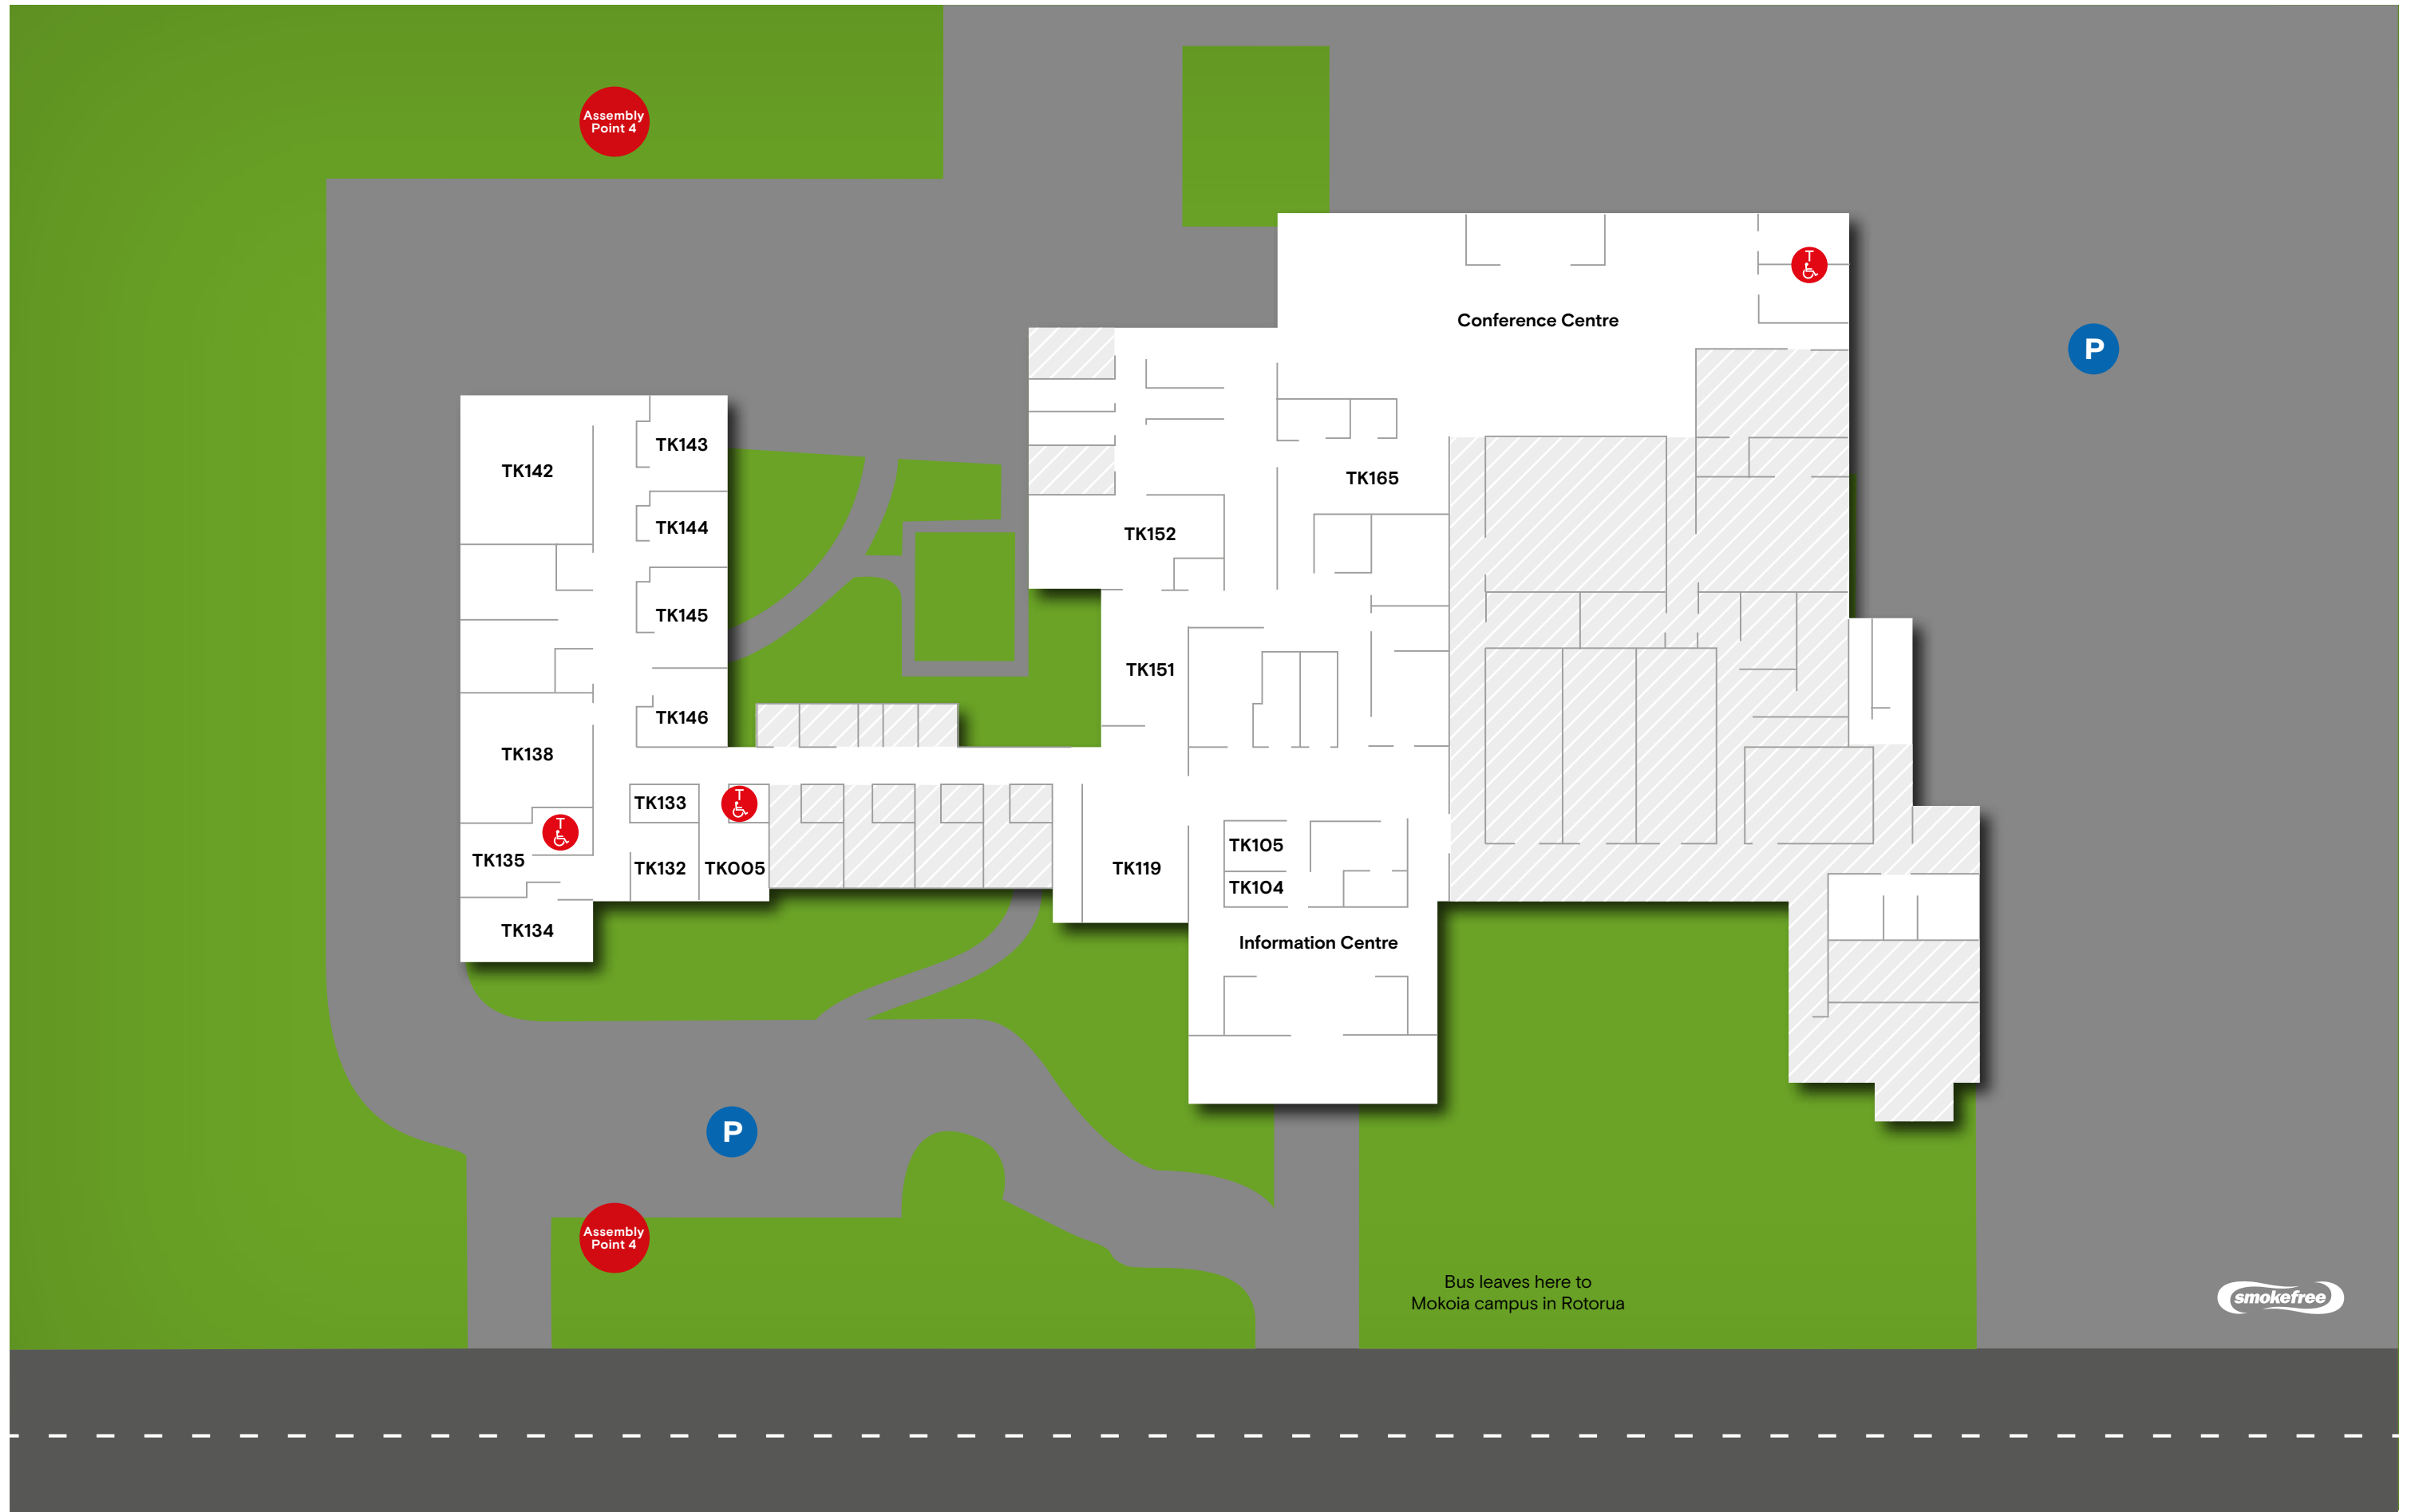 Assembly
Point 4
T
Conference Centre
P
TK143
TK142
TK165
TK144
TK152
TK145
TK151
TK146
TK138
TK133
T
T
TK105
TK135
TK132
TK005
TK119
TK104
TK134
Information Centre
P
Assembly
Point 4
Bus leaves here to
Mokoia campus in Rotorua
smokefree